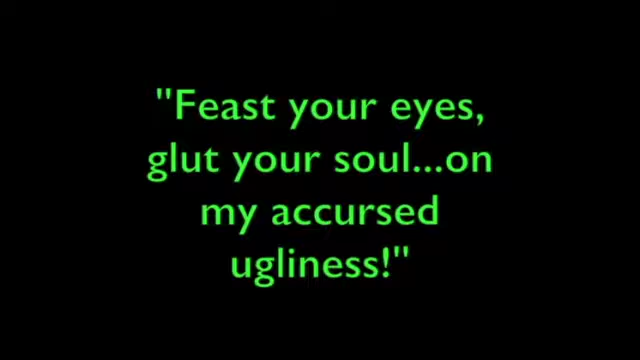 "Feast your eyes,
glut your soul...on
my accursed
ugliness!"